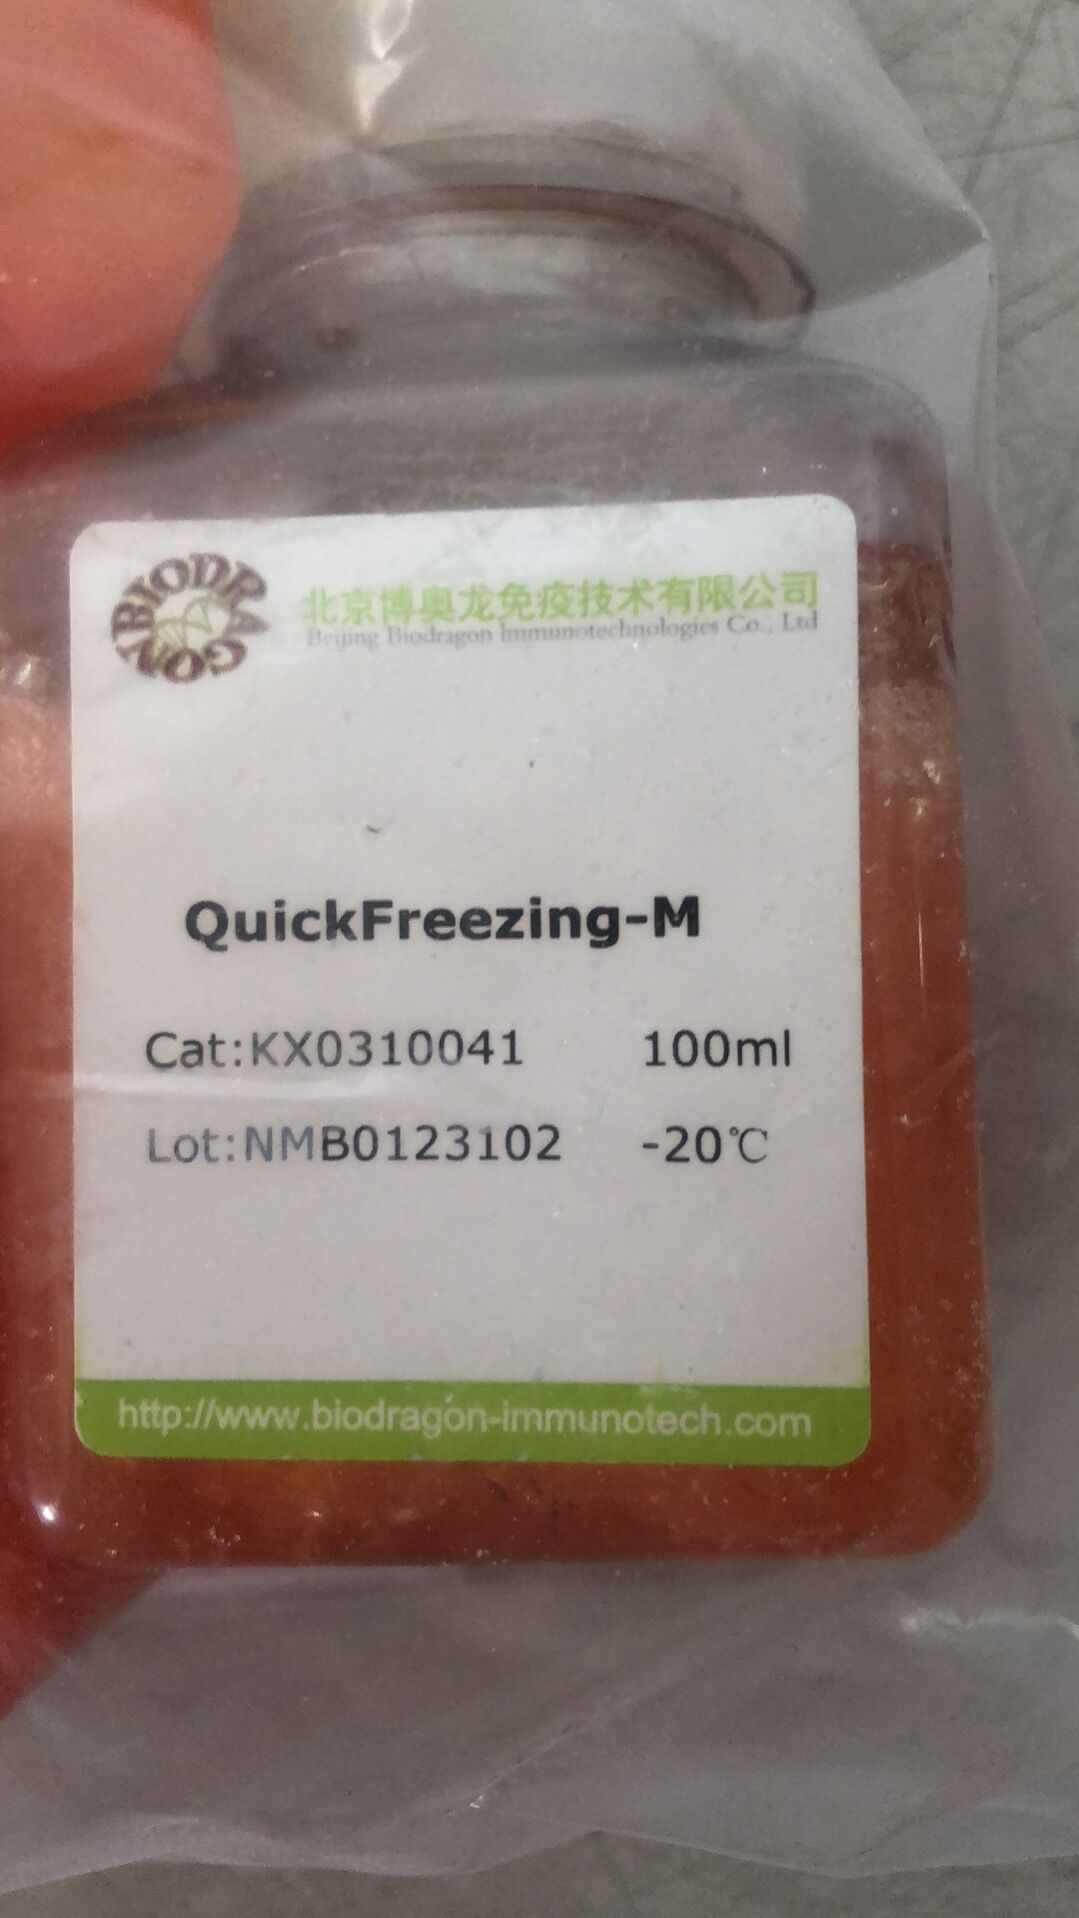 BIODRAGON
北京博奥龙免疫技术有限公司
Beijing Biodragon Immunotechnologies Co., Ltd
QuickFreezing-M
Cat:KX0310041 100ml
Lot:NMB0123102 -20℃
http://www.biodragon-immunotech.com